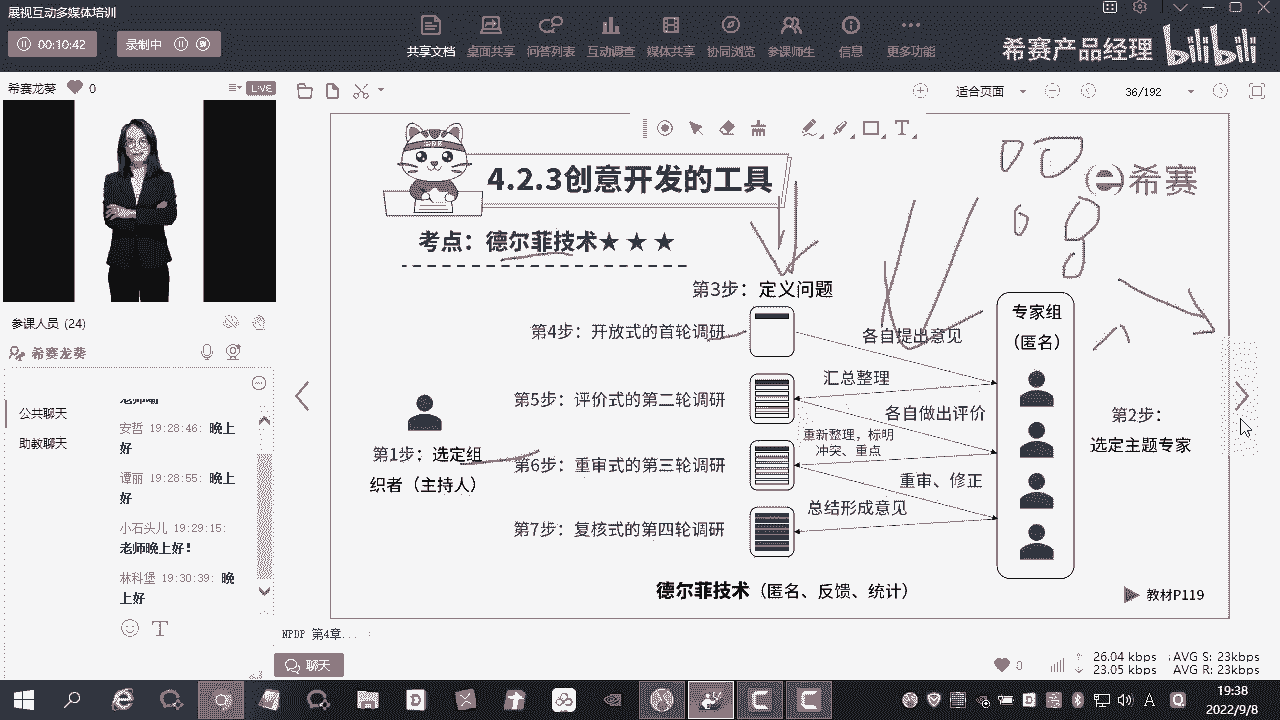 展视互动多媒体培训
00:10:42
录制中
共享文档
桌面共享
问答列表
互动调查
媒体共享
协同浏览
参课师生
信息
更多功能
希赛产品经理
bilibili
希赛龙葵
0
LIVE
适合页面
36/192
4.2.3创意开发的工具
希赛
考点：德尔菲技术★ ★ ★
第3步：定义问题
第4步：开放式的首轮调研
各自提出意见
专家组
（匿名）
汇总整理
第5步：评价式的第二轮调研
各自做出评价
重新整理，标明
冲突、重点
第2步：
选定主题专家
第1步：选定组
织者（主持人）
第6步：重审式的第三轮调研
重审、修正
总结形成意见
第7步：复核式的第四轮调研
德尔菲技术（匿名、反馈、统计）
教材P119
参课人员 (24)
希赛龙葵
公共聊天
助教聊天
安哲 19:28:46: 晚上
好
谭丽 19:28:55: 晚上
好
小石头儿 19:29:15:
老师晚上好！
林科堡 19:30:39: 晚
上好
NPDP 第4章...
聊天
0
26.04 kbps ↓AVG S: 23kbps
23.05 kbps AVG R: 23kbps
19:38
2022/9/8